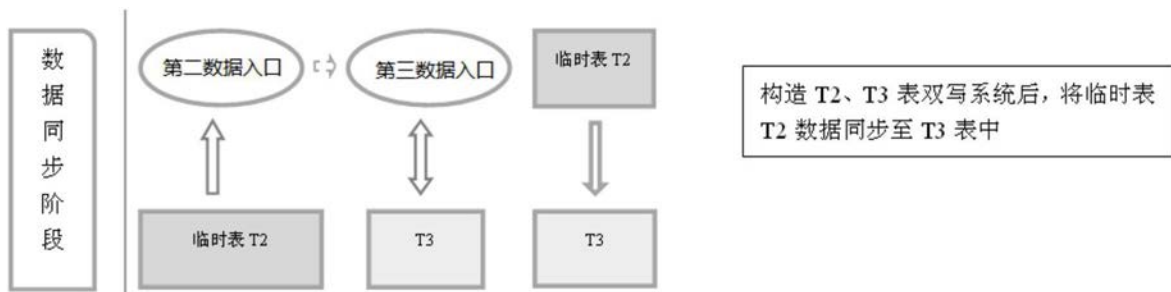 数据同步阶段
第二数据入口
第三数据入口
临时表 T2
临时表 T2
T3
T3
构造 T2、T3 表双写系统后，将临时表
T2 数据同步至 T3 表中